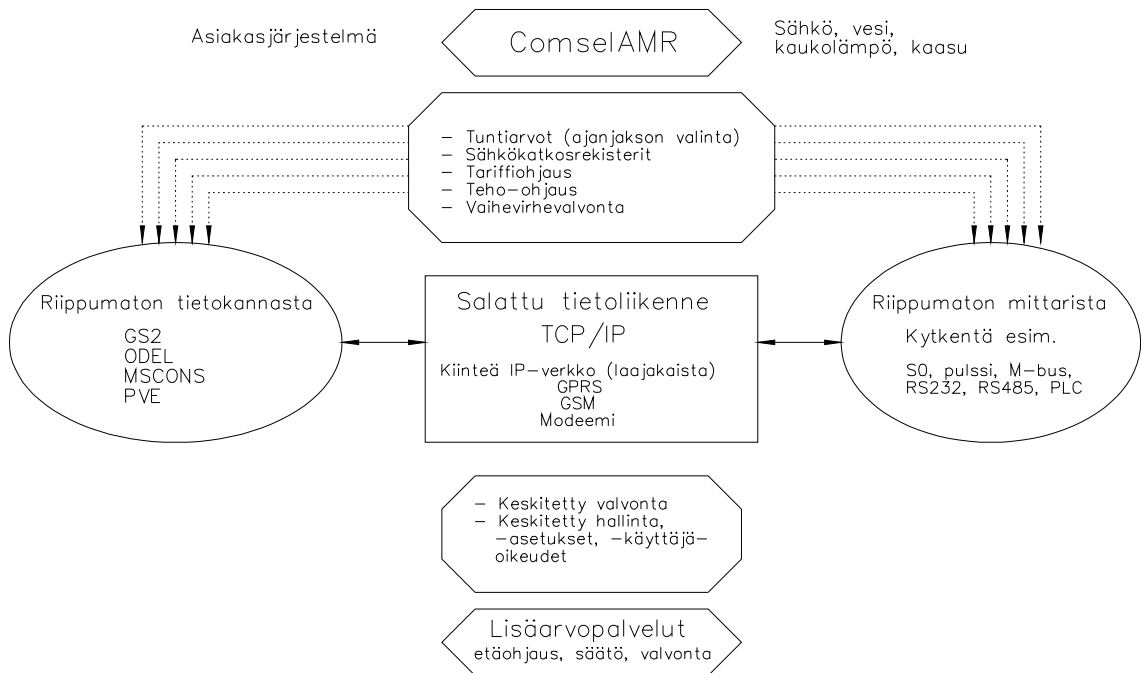 Asiakasjärjestelmä
ComselAMR
Sähkö, vesi,
kaukolämpö, kaasu
– Tuntiarvot (ajanjakson valinta)
– Sähkökatkosrekisterit
– Tariffiohjaus
– Teho–ohjaus
– Vaihevirhevalvonta
Riippumaton tietokannasta
GS2
ODEL
MSCONS
PVE
Salattu tietoliikenne
TCP/IP
Kiinteä IP–verkko (laajakaista)
GPRS
GSM
Modeemi
Riippumaton mittarista
Kytkentä esim.
S0, pulssi, M–bus,
RS232, RS485, PLC
– Keskitetty valvonta
– Keskitetty hallinta,
–asetukset, –käyttäjä–
oikeudet
Lisäarvopalvelut
etäohjaus, säätö, valvonta